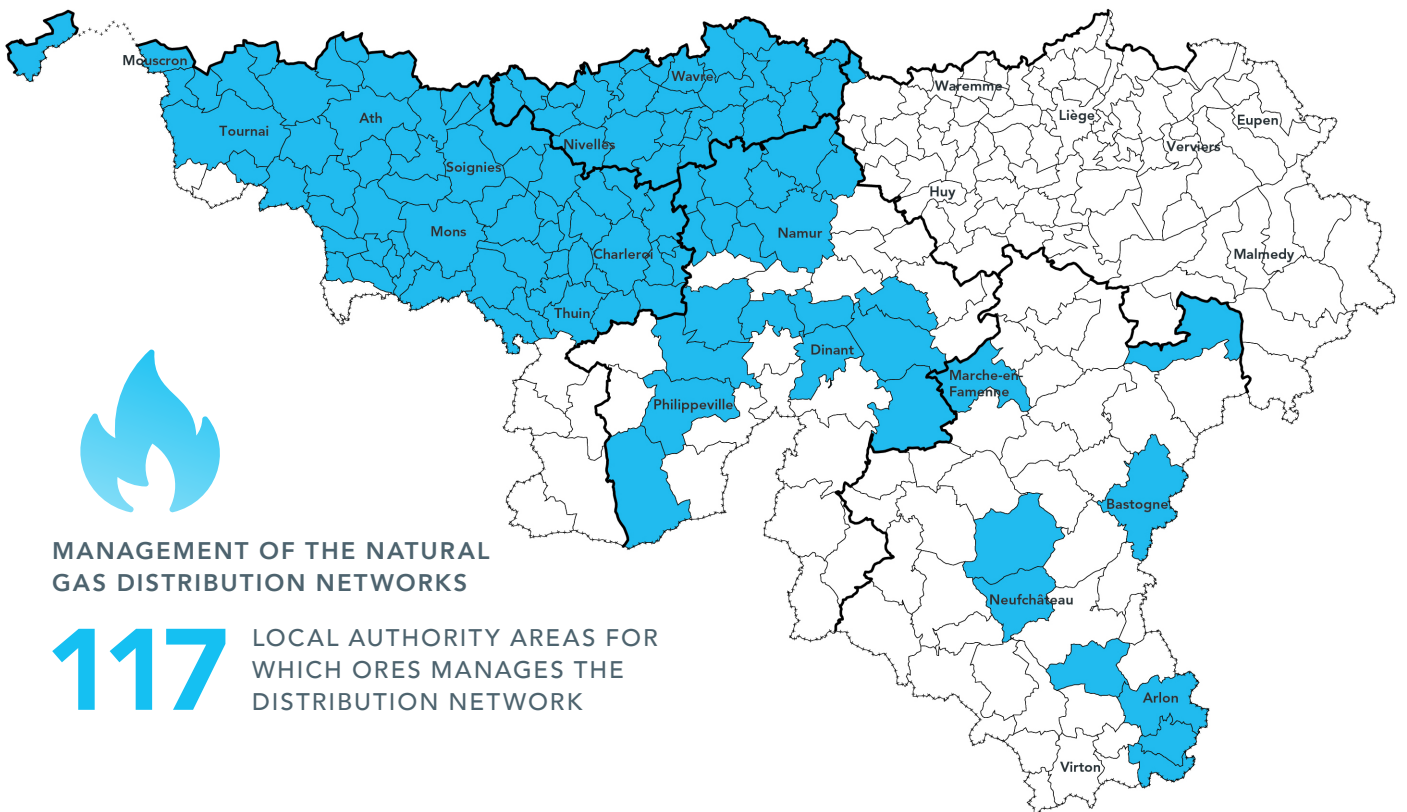 Mouscron
Wavre
Waremme
Liège
Eupen
Tournai
Ath
Nivelles
Verviers
Soignies
Huy
Mons
Namur
Charleroi
Malmedy
Thuin
Dinant
Marche-en-
Famenne
Philippeville
Bastogne
Neufchâteau
Arlon
Virton
MANAGEMENT OF THE NATURAL
GAS DISTRIBUTION NETWORKS
117
LOCAL AUTHORITY AREAS FOR
WHICH ORES MANAGES THE
DISTRIBUTION NETWORK